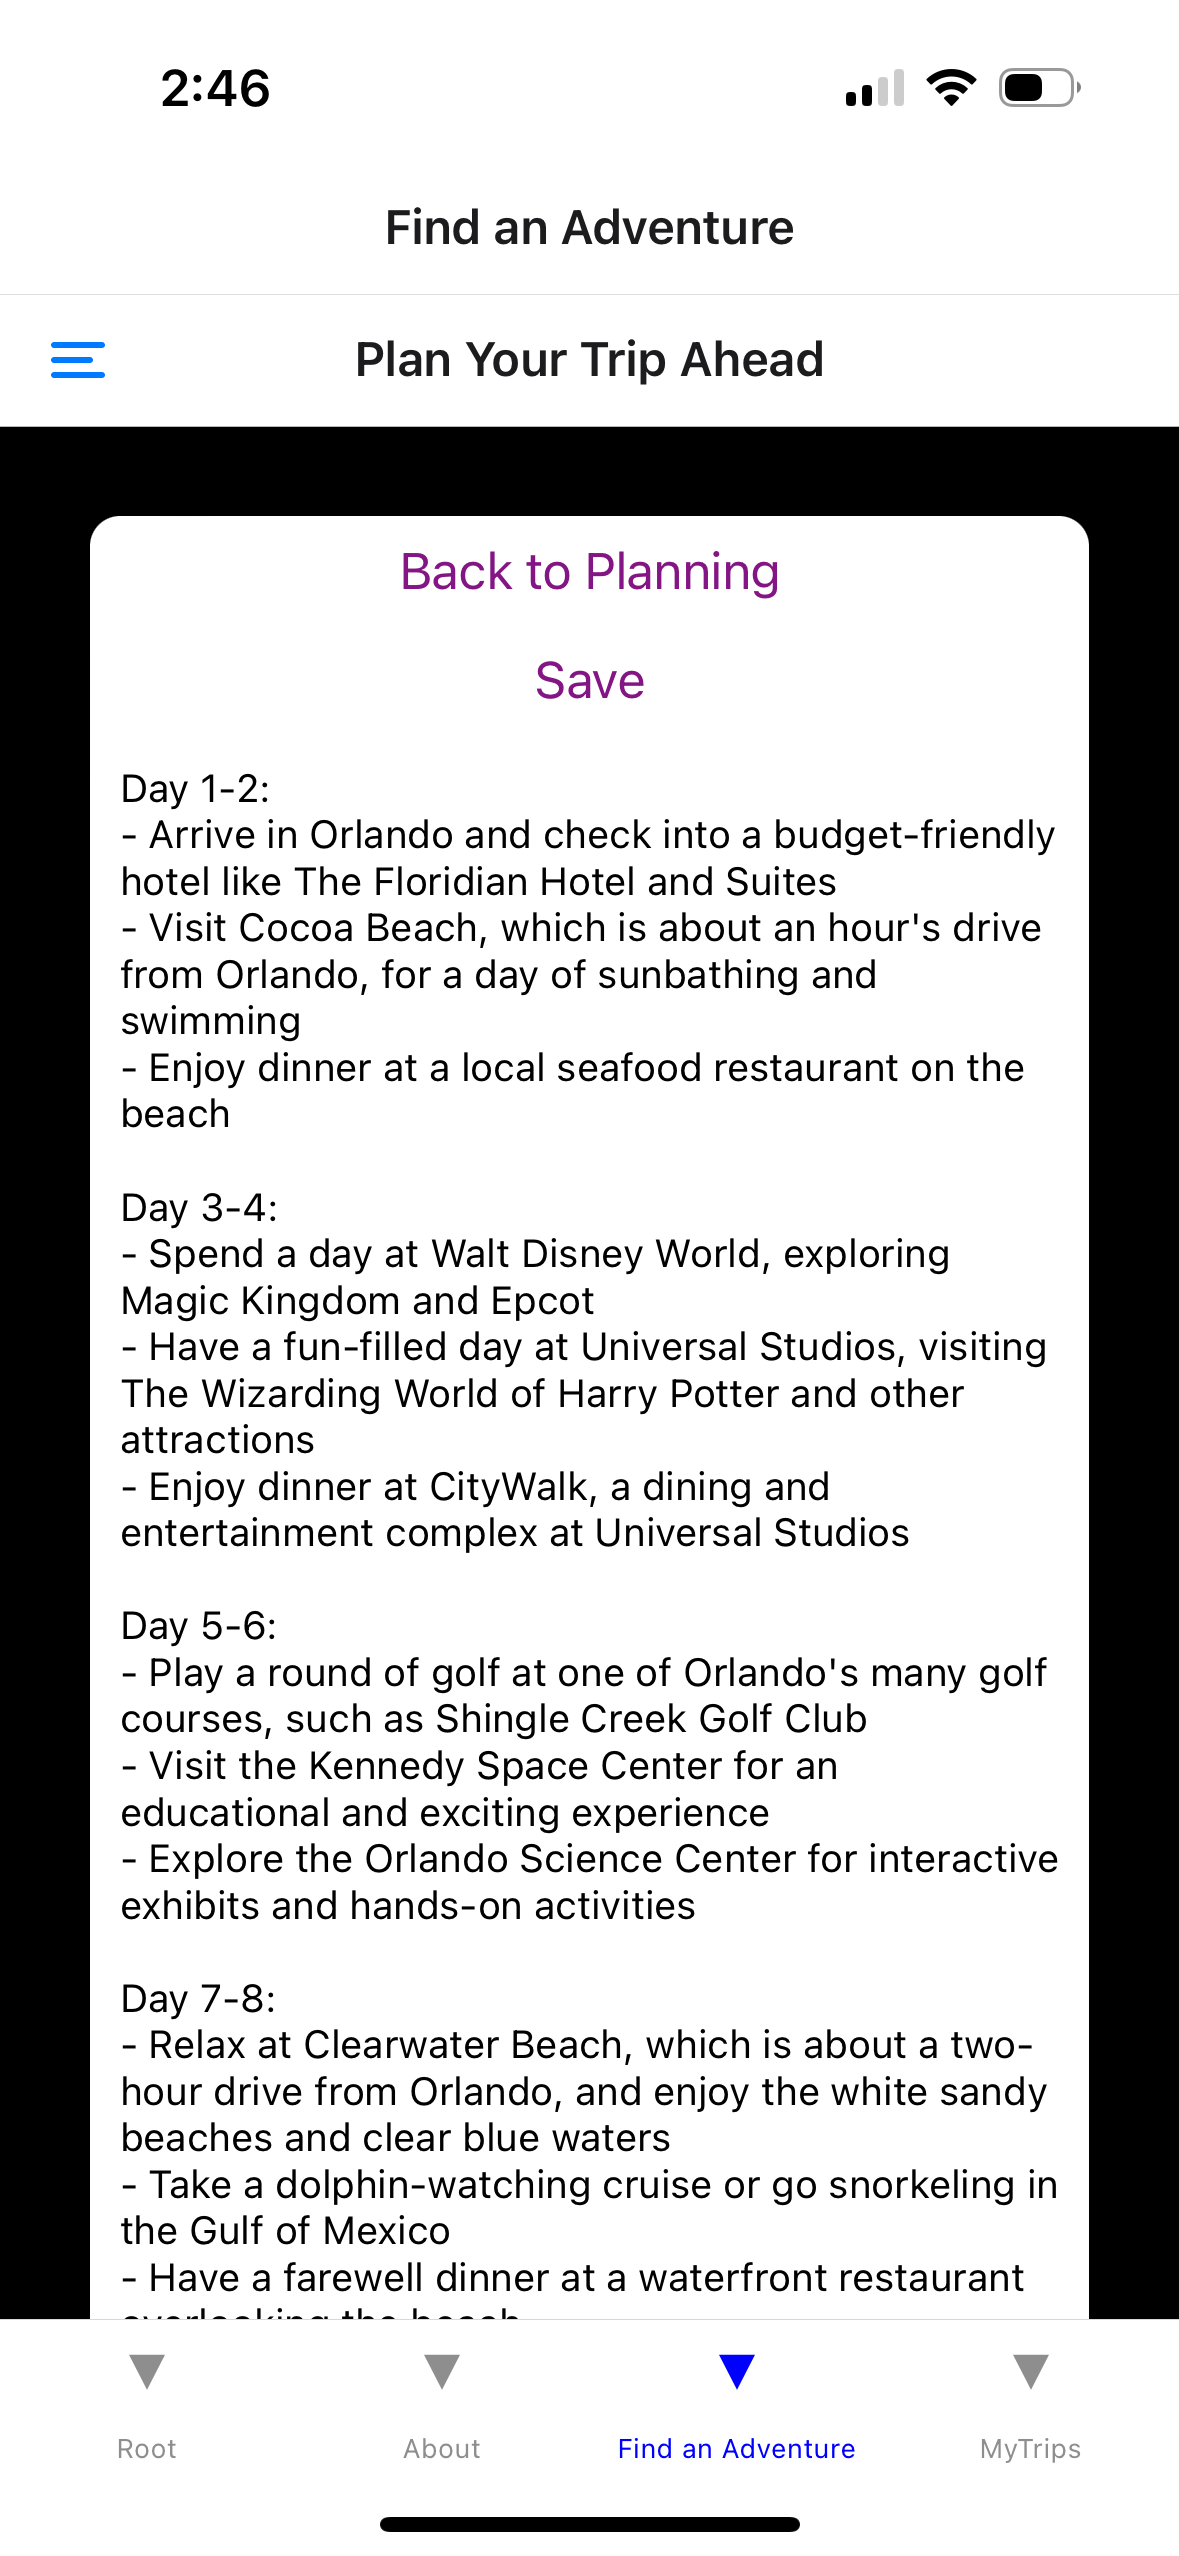 2:46
Find an Adventure
Plan Your Trip Ahead
Back to Planning
Save
Day 1-2:
- Arrive in Orlando and check into a budget-friendly
hotel like The Floridian Hotel and Suites
- Visit Cocoa Beach, which is about an hour's drive
from Orlando, for a day of sunbathing and
swimming
- Enjoy dinner at a local seafood restaurant on the
beach
Day 3-4:
- Spend a day at Walt Disney World, exploring
Magic Kingdom and Epcot
- Have a fun-filled day at Universal Studios, visiting
The Wizarding World of Harry Potter and other
attractions
- Enjoy dinner at CityWalk, a dining and
entertainment complex at Universal Studios
Day 5-6:
- Play a round of golf at one of Orlando's many golf
courses, such as Shingle Creek Golf Club
- Visit the Kennedy Space Center for an
educational and exciting experience
- Explore the Orlando Science Center for interactive
exhibits and hands-on activities
Day 7-8:
- Relax at Clearwater Beach, which is about a two-
hour drive from Orlando, and enjoy the white sandy
beaches and clear blue waters
- Take a dolphin-watching cruise or go snorkeling in
the Gulf of Mexico
- Have a farewell dinner at a waterfront restaurant
overlooking the beach
Root
About
Find an Adventure
MyTrips